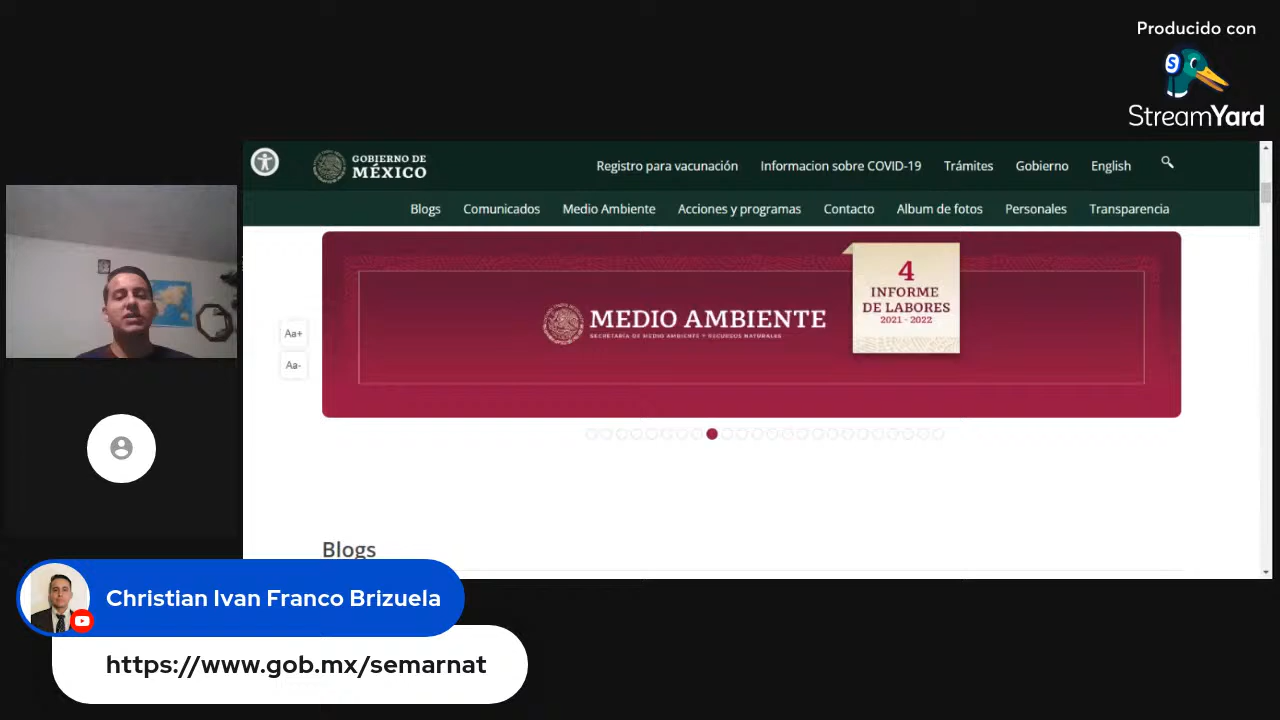 Producido con
S
StreamYard
GOBIERNO DE
MÉXICO
Registro para vacunación Informacion sobre COVID-19 Trámites Gobierno English
Blogs Comunicados Medio Ambiente Acciones y programas Contacto Album de fotos Personales Transparencia
MEDIO AMBIENTE
SECRETARÍA DE MEDIO AMBIENTE Y RECURSOS NATURALES
4
INFORME
DE LABORES
2021 - 2022
Aa+
Aa-
Blogs
Christian Ivan Franco Brizuela
https://www.gob.mx/semarnat